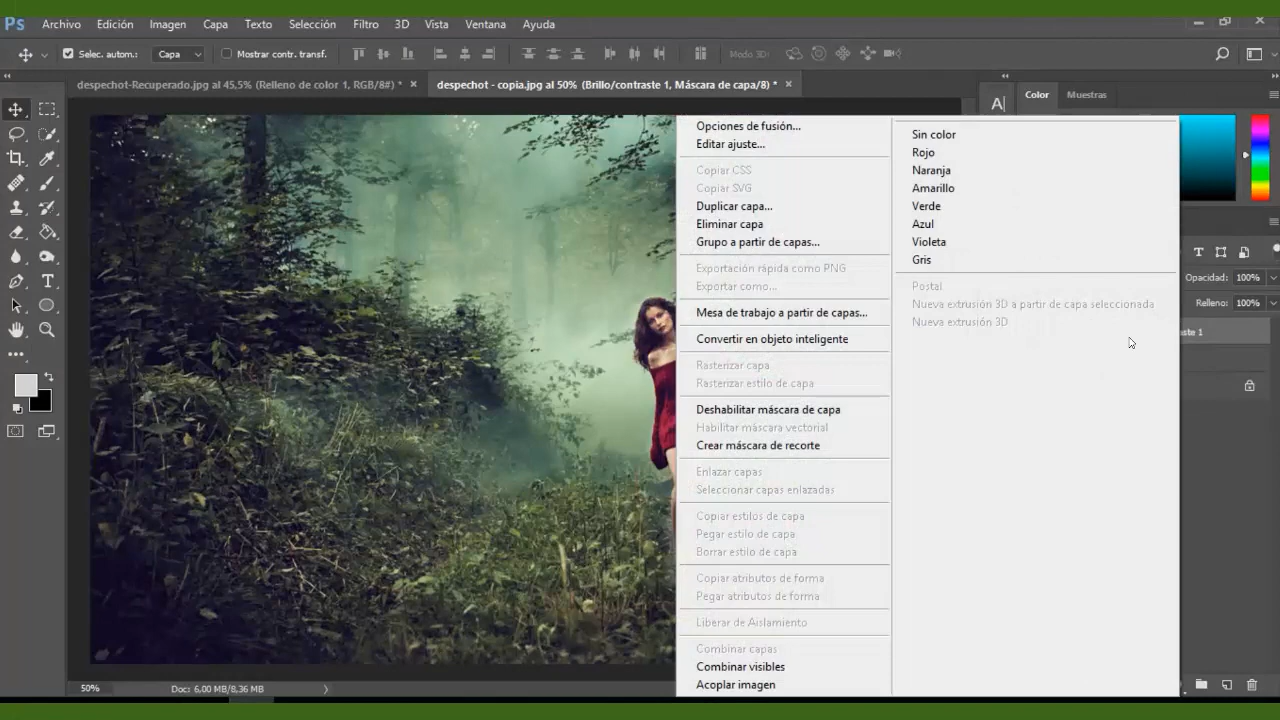 Ps Archivo Edición Imagen Capa Texto Selección Filtro 3D Vista Ventana Ayuda
Selec. autom.: Capa Mostrar contr. transf. Modo 3D:
despechot-Recuperado.jpg al 45,5% (Relleno de color 1, RGB/8#) *
despechot - copia.jpg al 50% (Brillo/contraste 1, Máscara de capa/8) *
Color Muestras
Opciones de fusión...
Editar ajuste...
Copiar CSS
Copiar SVG
Duplicar capa...
Eliminar capa
Grupo a partir de capas...
Exportación rápida como PNG
Exportar como...
Mesa de trabajo a partir de capas...
Convertir en objeto inteligente
Rasterizar capa
Rasterizar estilo de capa
Deshabilitar máscara de capa
Habilitar máscara vectorial
Crear máscara de recorte
Enlazar capas
Seleccionar capas enlazadas
Copiar estilos de capa
Pegar estilo de capa
Borrar estilo de capa
Copiar atributos de forma
Pegar atributos de forma
Liberar de Aislamiento
Combinar capas
Combinar visibles
Acoplar imagen
Sin color
Rojo
Naranja
Amarillo
Verde
Azul
Violeta
Gris
Postal
Nueva extrusión 3D a partir de capa seleccionada
Nueva extrusión 3D
Opacidad: 100%
Relleno: 100%
aste 1
50% Doc: 6,00 MB/8,36 MB